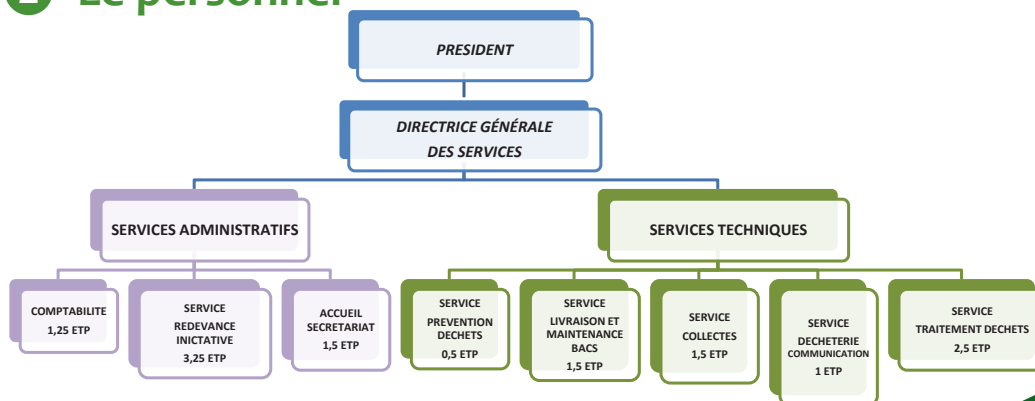 Le personnel
PRESIDENT
DIRECTRICE GÉNÉRALE
DES SERVICES
SERVICES ADMINISTRATIFS
SERVICES TECHNIQUES
COMPTABILITE
1,25 ETP
SERVICE
REDEVANCE
INICTATIVE
3,25 ETP
ACCUEIL
SECRETARIAT
1,5 ETP
SERVICE
PREVENTION
DECHETS
0,5 ETP
SERVICE
LIVRAISON ET
MAINTENANCE
BACS
1,5 ETP
SERVICE
COLLECTES
1,5 ETP
SERVICE
DECHETERIE
COMMUNICATION
1 ETP
SERVICE
TRAITEMENT DECHETS
2,5 ETP